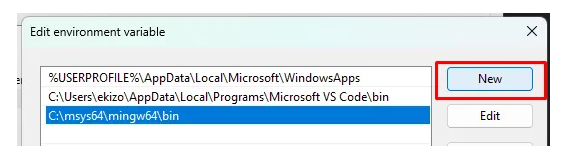 Edit environment variable
%USERPROFILE%\AppData\Local\Microsoft\WindowsApps
New
C:\Users\ekizo\AppData\Local\Programs\Microsoft VS Code\bin
C:\msys64\mingw64\bin
Edit